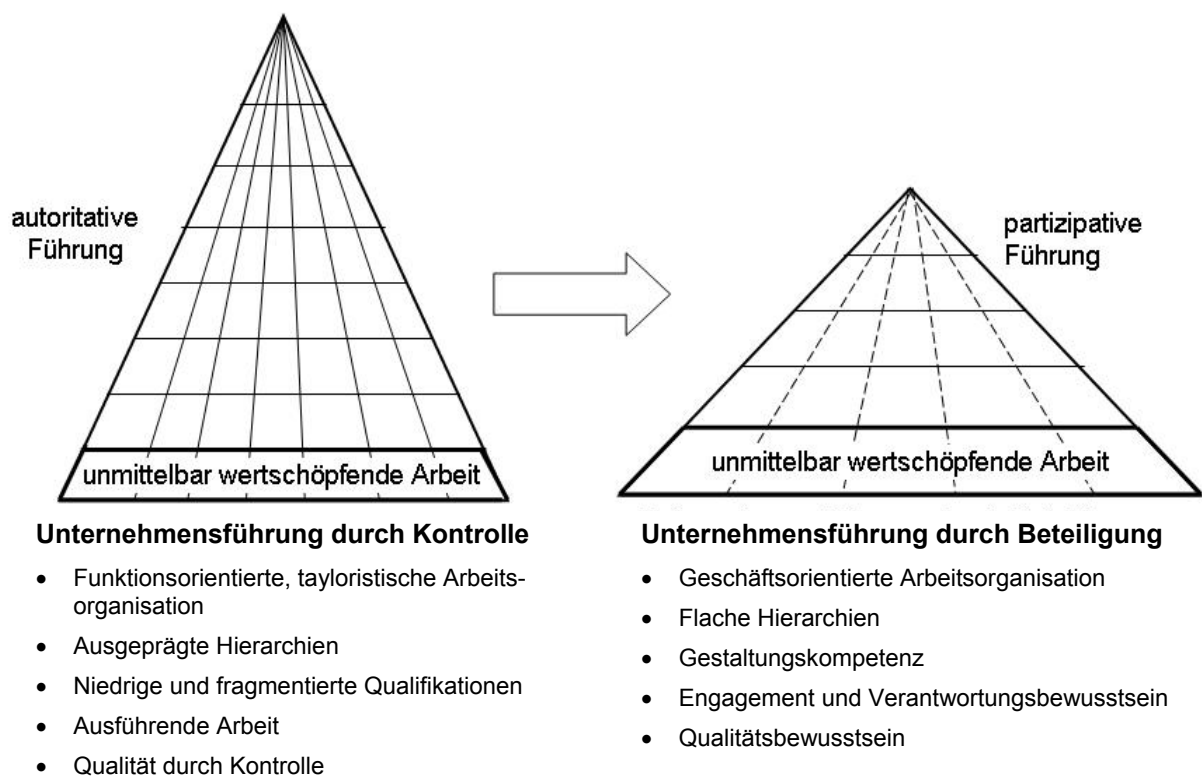 autoritative
Führung
partizipative
Führung
unmittelbar wertschöpfende Arbeit
unmittelbar wertschöpfende Arbeit
Unternehmensführung durch Kontrolle
• Funktionsorientierte, tayloristische Arbeits-
organisation
• Ausgeprägte Hierarchien
• Niedrige und fragmentierte Qualifikationen
• Ausführende Arbeit
• Qualität durch Kontrolle
Unternehmensführung durch Beteiligung
• Geschäftsorientierte Arbeitsorganisation
• Flache Hierarchien
• Gestaltungskompetenz
• Engagement und Verantwortungsbewusstsein
• Qualitätsbewusstsein